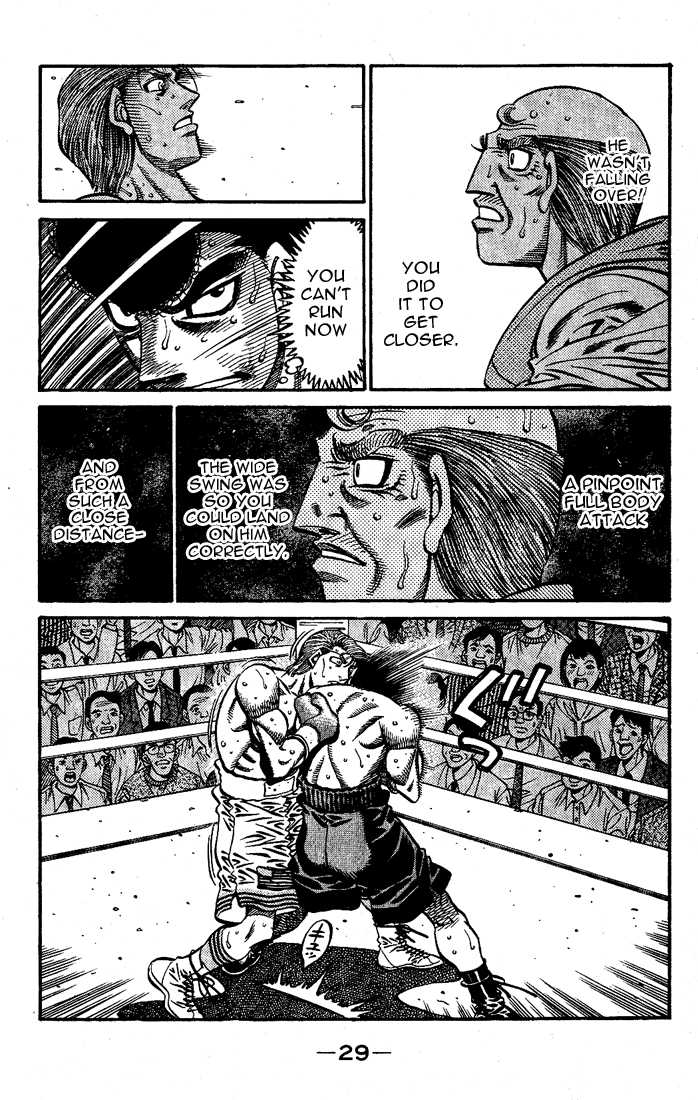 HE
WASN'T
FALLING
OVER!
YOU
DID
IT TO
GET
CLOSER.
YOU
CAN'T
RUN
NOW
A PINPOINT
FULL BODY
ATTACK
THE WIDE
SWING WAS
SO YOU
COULD LAND
ON HIM
CORRECTLY.
AND
FROM
SUCH A
CLOSE
DISTANCE-
—29—